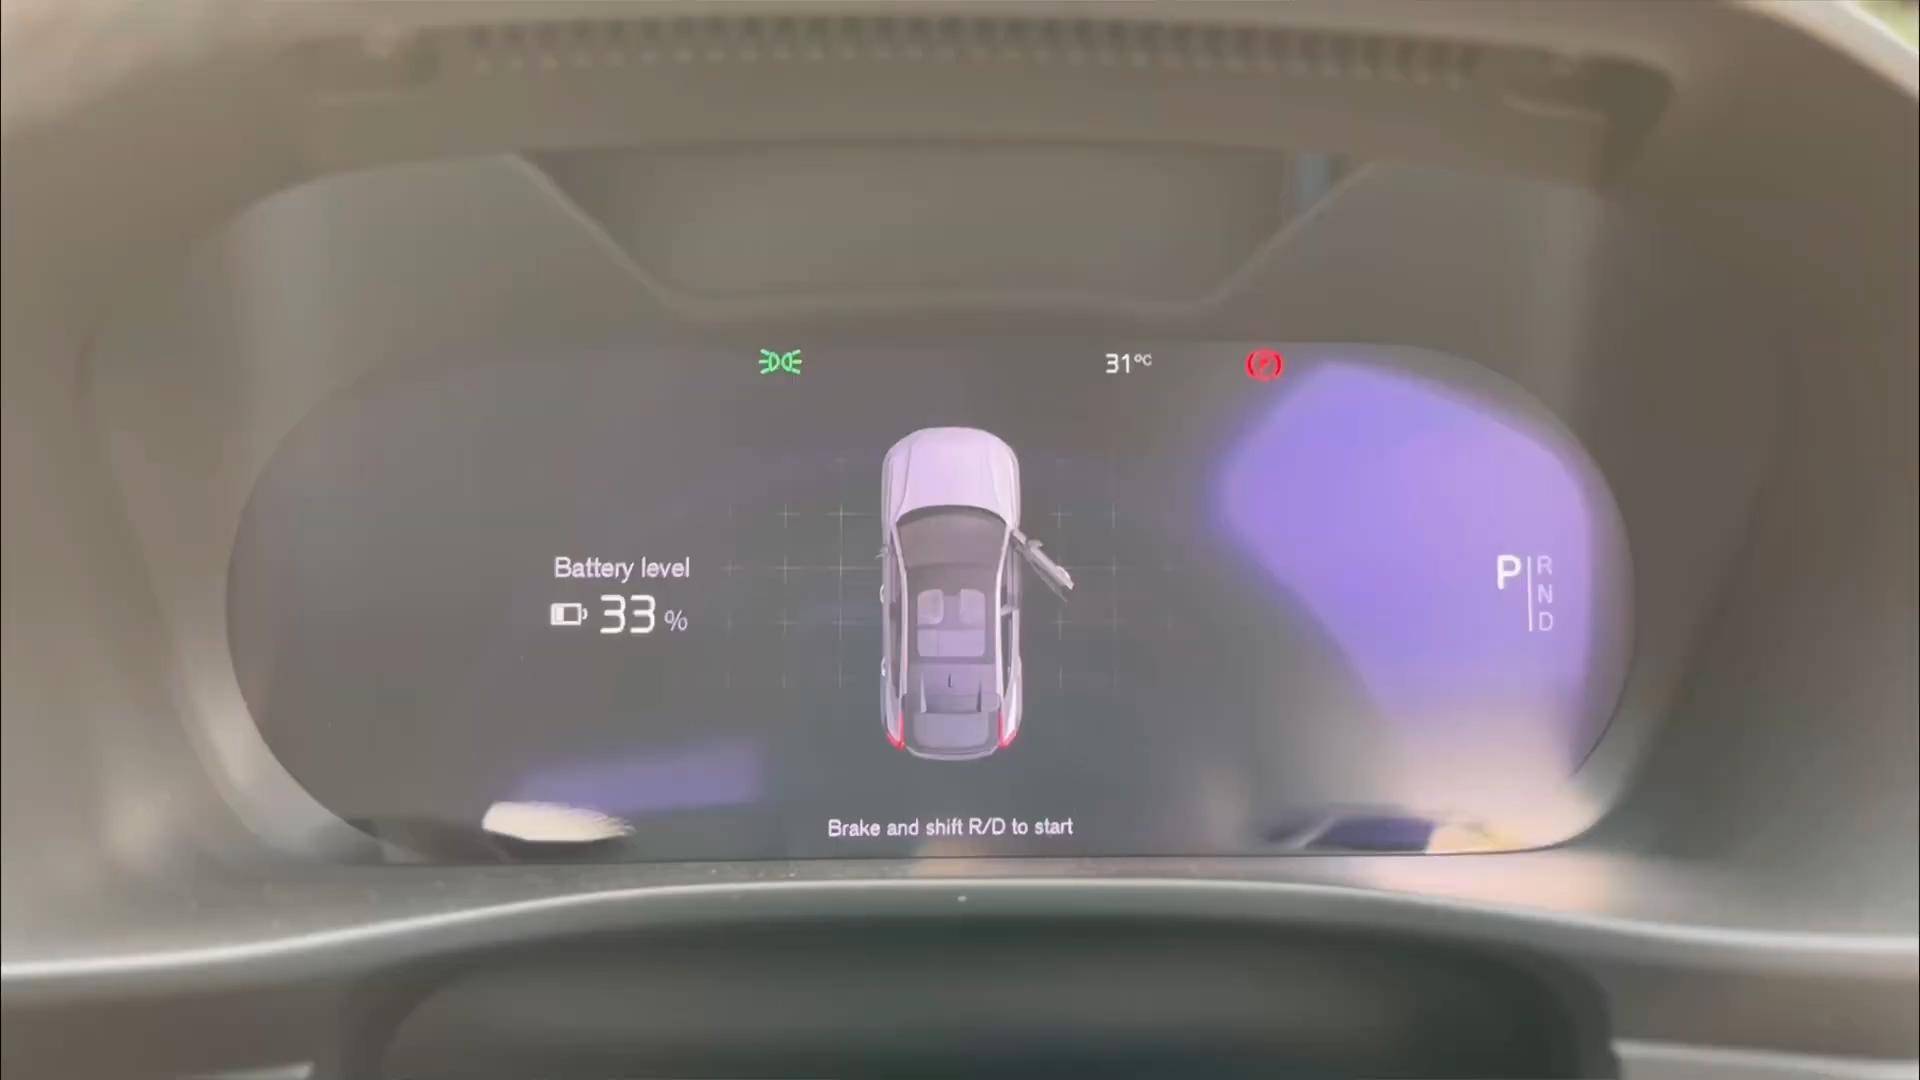 31°C
Battery level
33 %
P R
N
D
Brake and shift R/D to start